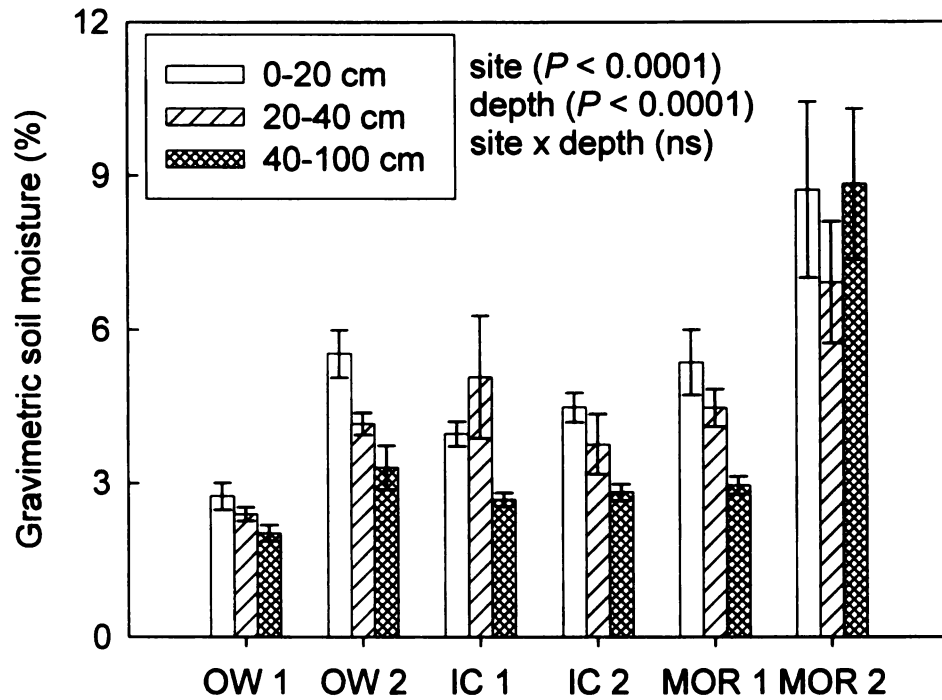 12
9
6
3
0
Gravimetric soil moisture (%)
0-20 cm
20-40 cm
40-100 cm
site (P < 0.0001)
depth (P < 0.0001)
site x depth (ns)
OW 1 OW 2 IC 1 IC 2 MOR 1 MOR 2